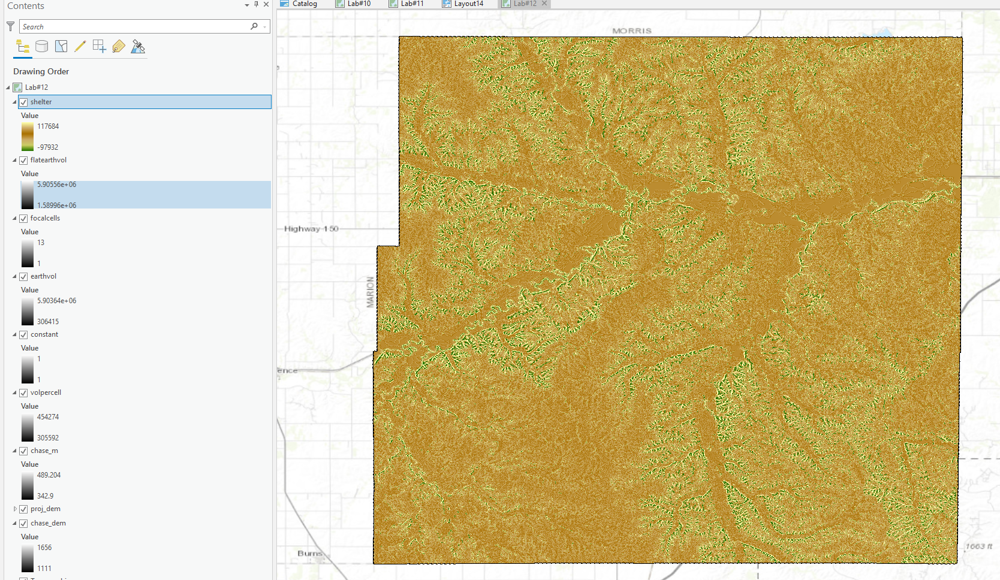 Contents
Search
Drawing Order
Lab#12
shelter
Value
117684
-97932
flatearthvol
Value
5.90556e+06
1.58996e+06
focalcells
Value
13
1
earthvol
Value
5.90364e+06
306415
constant
Value
1
1
volpercell
Value
454274
305592
chase_m
Value
489.204
342.9
proj_dem
chase_dem
Value
1656
1111
Catalog
Lab#10
Lab#11
Layout14
Lab#12
MORRIS
Highway 150
MARION
ence
Burns
1663 ft